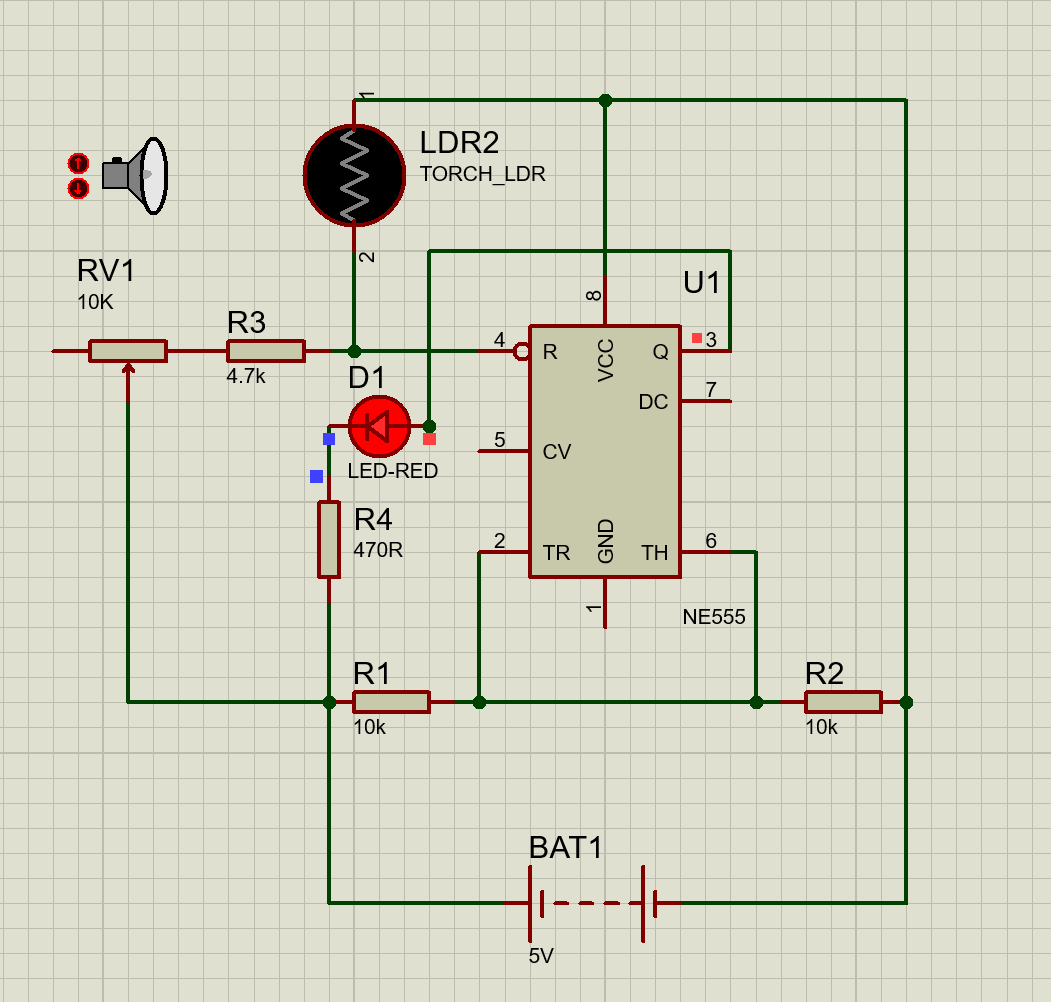 1
LDR2
TORCH_LDR
2
RV1
10K
R3
4.7k
U1
8
4
R
VCC
Q
3
D1
DC
7
5
CV
LED-RED
R4
470R
2
TR
GND
TH
6
1
NE555
R1
10k
R2
10k
BAT1
5V